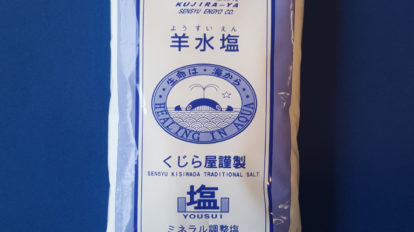 KUJIRA-YA
SENSYU ENGYO CO.
ようすいえん
羊水塩
生命は・海から
HEALING IN AQUA
くじら屋謹製
SENSYU KISIWADA TRADITIONAL SALT
塩
YOUSUI
ミネラル調整塩